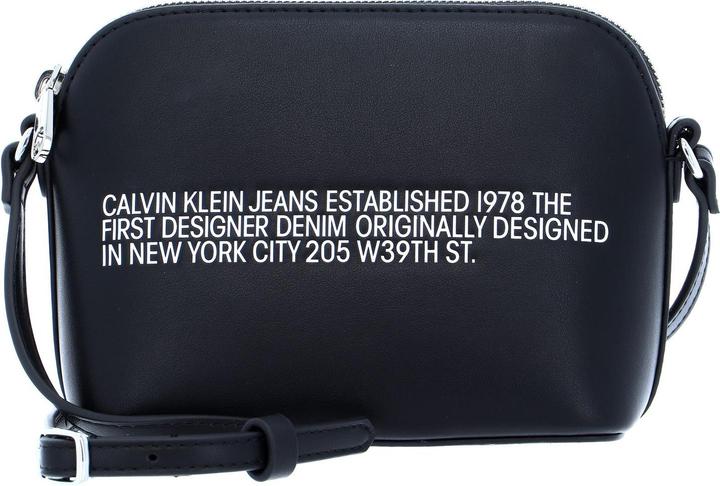 CALVIN KLEIN JEANS ESTABLISHED 1978 THE
FIRST DESIGNER DENIM ORIGINALLY DESIGNED
IN NEW YORK CITY 205 W39TH ST.